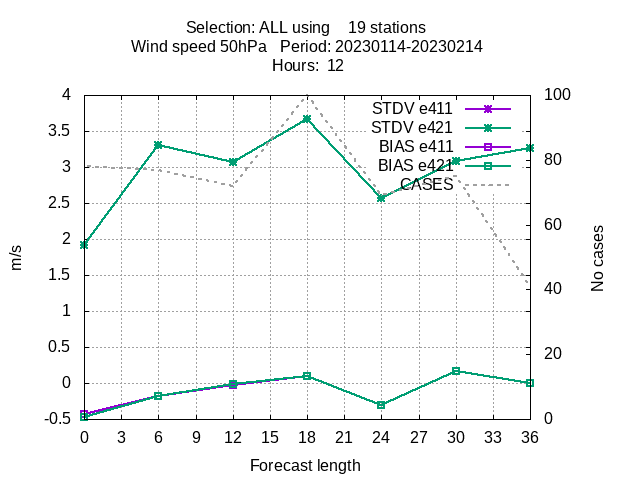 Selection: ALL using 19 stations
Wind speed 50hPa Period: 20230114-20230214
Hours: 12
STDV e411
STDV e421
BIAS e411
BIAS e421
CASES
4
3.5
3
2.5
2
1.5
1
0.5
0
-0.5
m/s
100
80
60
40
20
0
No cases
0 3 6 9 12 15 18 21 24 27 30 33 36
Forecast length